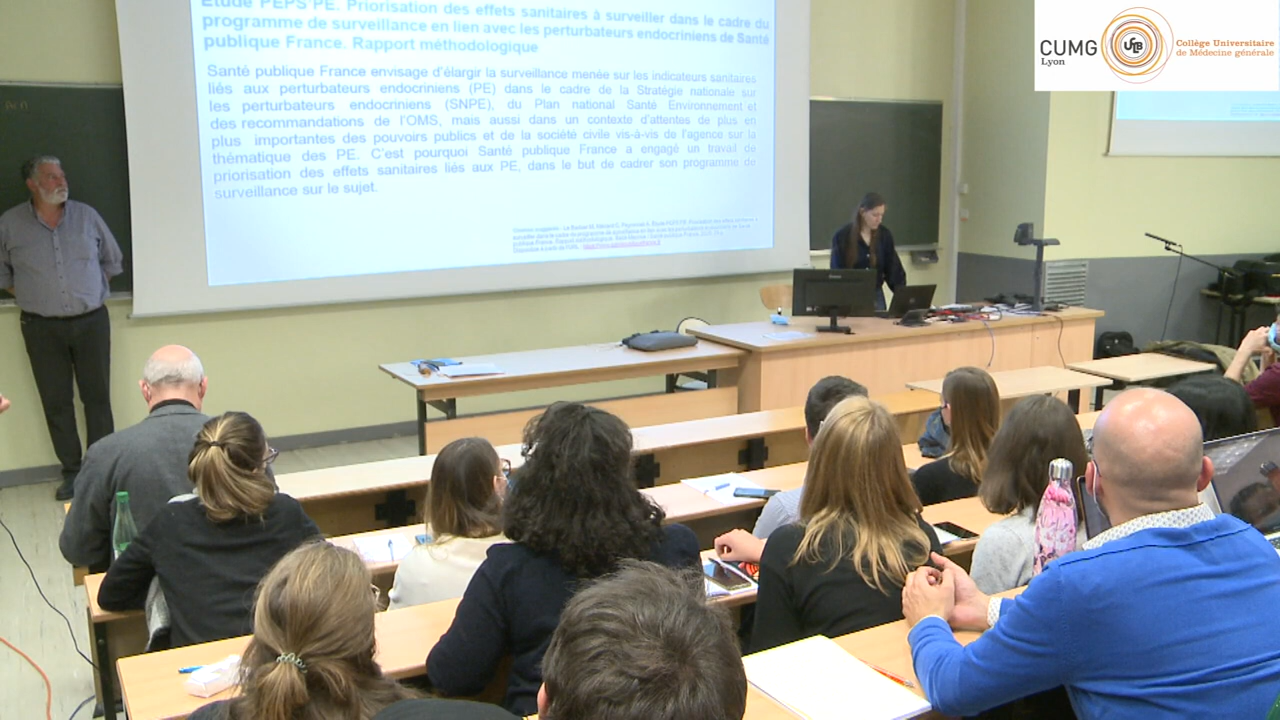 Etude PEPS'PE. Priorisation des effets sanitaires à surveiller dans le cadre du
programme de surveillance en lien avec les perturbateurs endocriniens de Santé
publique France. Rapport méthodologique
Santé publique France envisage d'élargir la surveillance menée sur les indicateurs sanitaires
liés aux perturbateurs endocriniens (PE) dans le cadre de la Stratégie nationale sur
les perturbateurs endocriniens (SNPE), du Plan national Santé Environnement et
des recommandations de l'OMS, mais aussi dans un contexte d'attentes de plus en
plus importantes des pouvoirs publics et de la société civile vis-à-vis de l'agence sur la
thématique des PE. C'est pourquoi Santé publique France a engagé un travail de
priorisation des effets sanitaires liés aux PE, dans le but de cadrer son programme de
surveillance sur le sujet.
CUMG
Lyon
Collège Universitaire
de Médecine générale